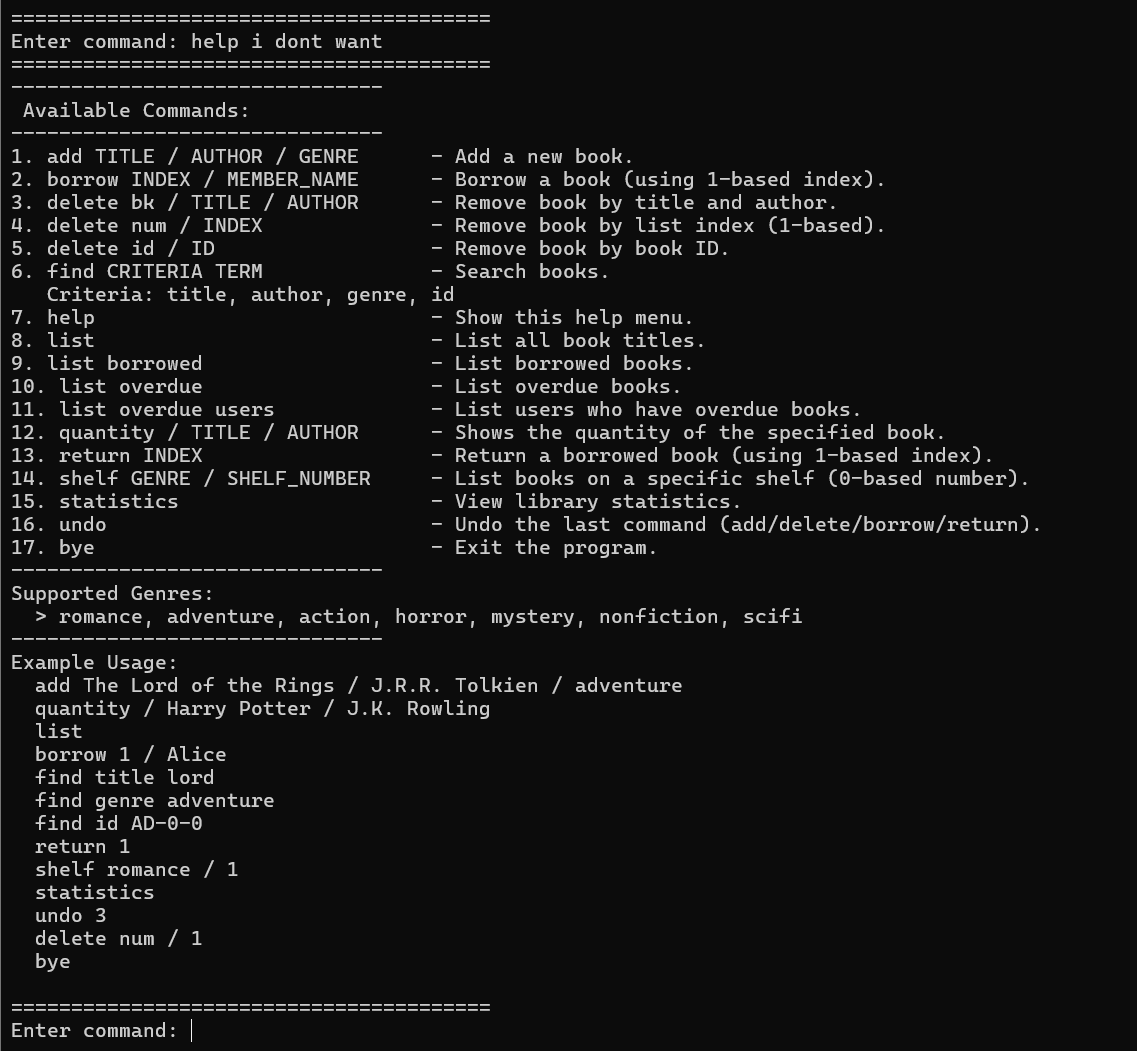 ========================================
Enter command: help i dont want
========================================
-------------------------------
 Available Commands:
-------------------------------
1. add TITLE / AUTHOR / GENRE      - Add a new book.
2. borrow INDEX / MEMBER_NAME      - Borrow a book (using 1-based index).
3. delete bk / TITLE / AUTHOR      - Remove book by title and author.
4. delete num / INDEX              - Remove book by list index (1-based).
5. delete id / ID                  - Remove book by book ID.
6. find CRITERIA TERM              - Search books.
   Criteria: title, author, genre, id
7. help                            - Show this help menu.
8. list                            - List all book titles.
9. list borrowed                   - List borrowed books.
10. list overdue                   - List overdue books.
11. list overdue users             - List users who have overdue books.
12. quantity / TITLE / AUTHOR      - Shows the quantity of the specified book.
13. return INDEX                   - Return a borrowed book (using 1-based index).
14. shelf GENRE / SHELF_NUMBER     - List books on a specific shelf (0-based number).
15. statistics                     - View library statistics.
16. undo                           - Undo the last command (add/delete/borrow/return).
17. bye                            - Exit the program.
-------------------------------
Supported Genres:
  > romance, adventure, action, horror, mystery, nonfiction, scifi
-------------------------------
Example Usage:
  add The Lord of the Rings / J.R.R. Tolkien / adventure
  quantity / Harry Potter / J.K. Rowling
  list
  borrow 1 / Alice
  find title lord
  find genre adventure
  find id AD-0-0
  return 1
  shelf romance / 1
  statistics
  undo 3
  delete num / 1
  bye

========================================
Enter command: